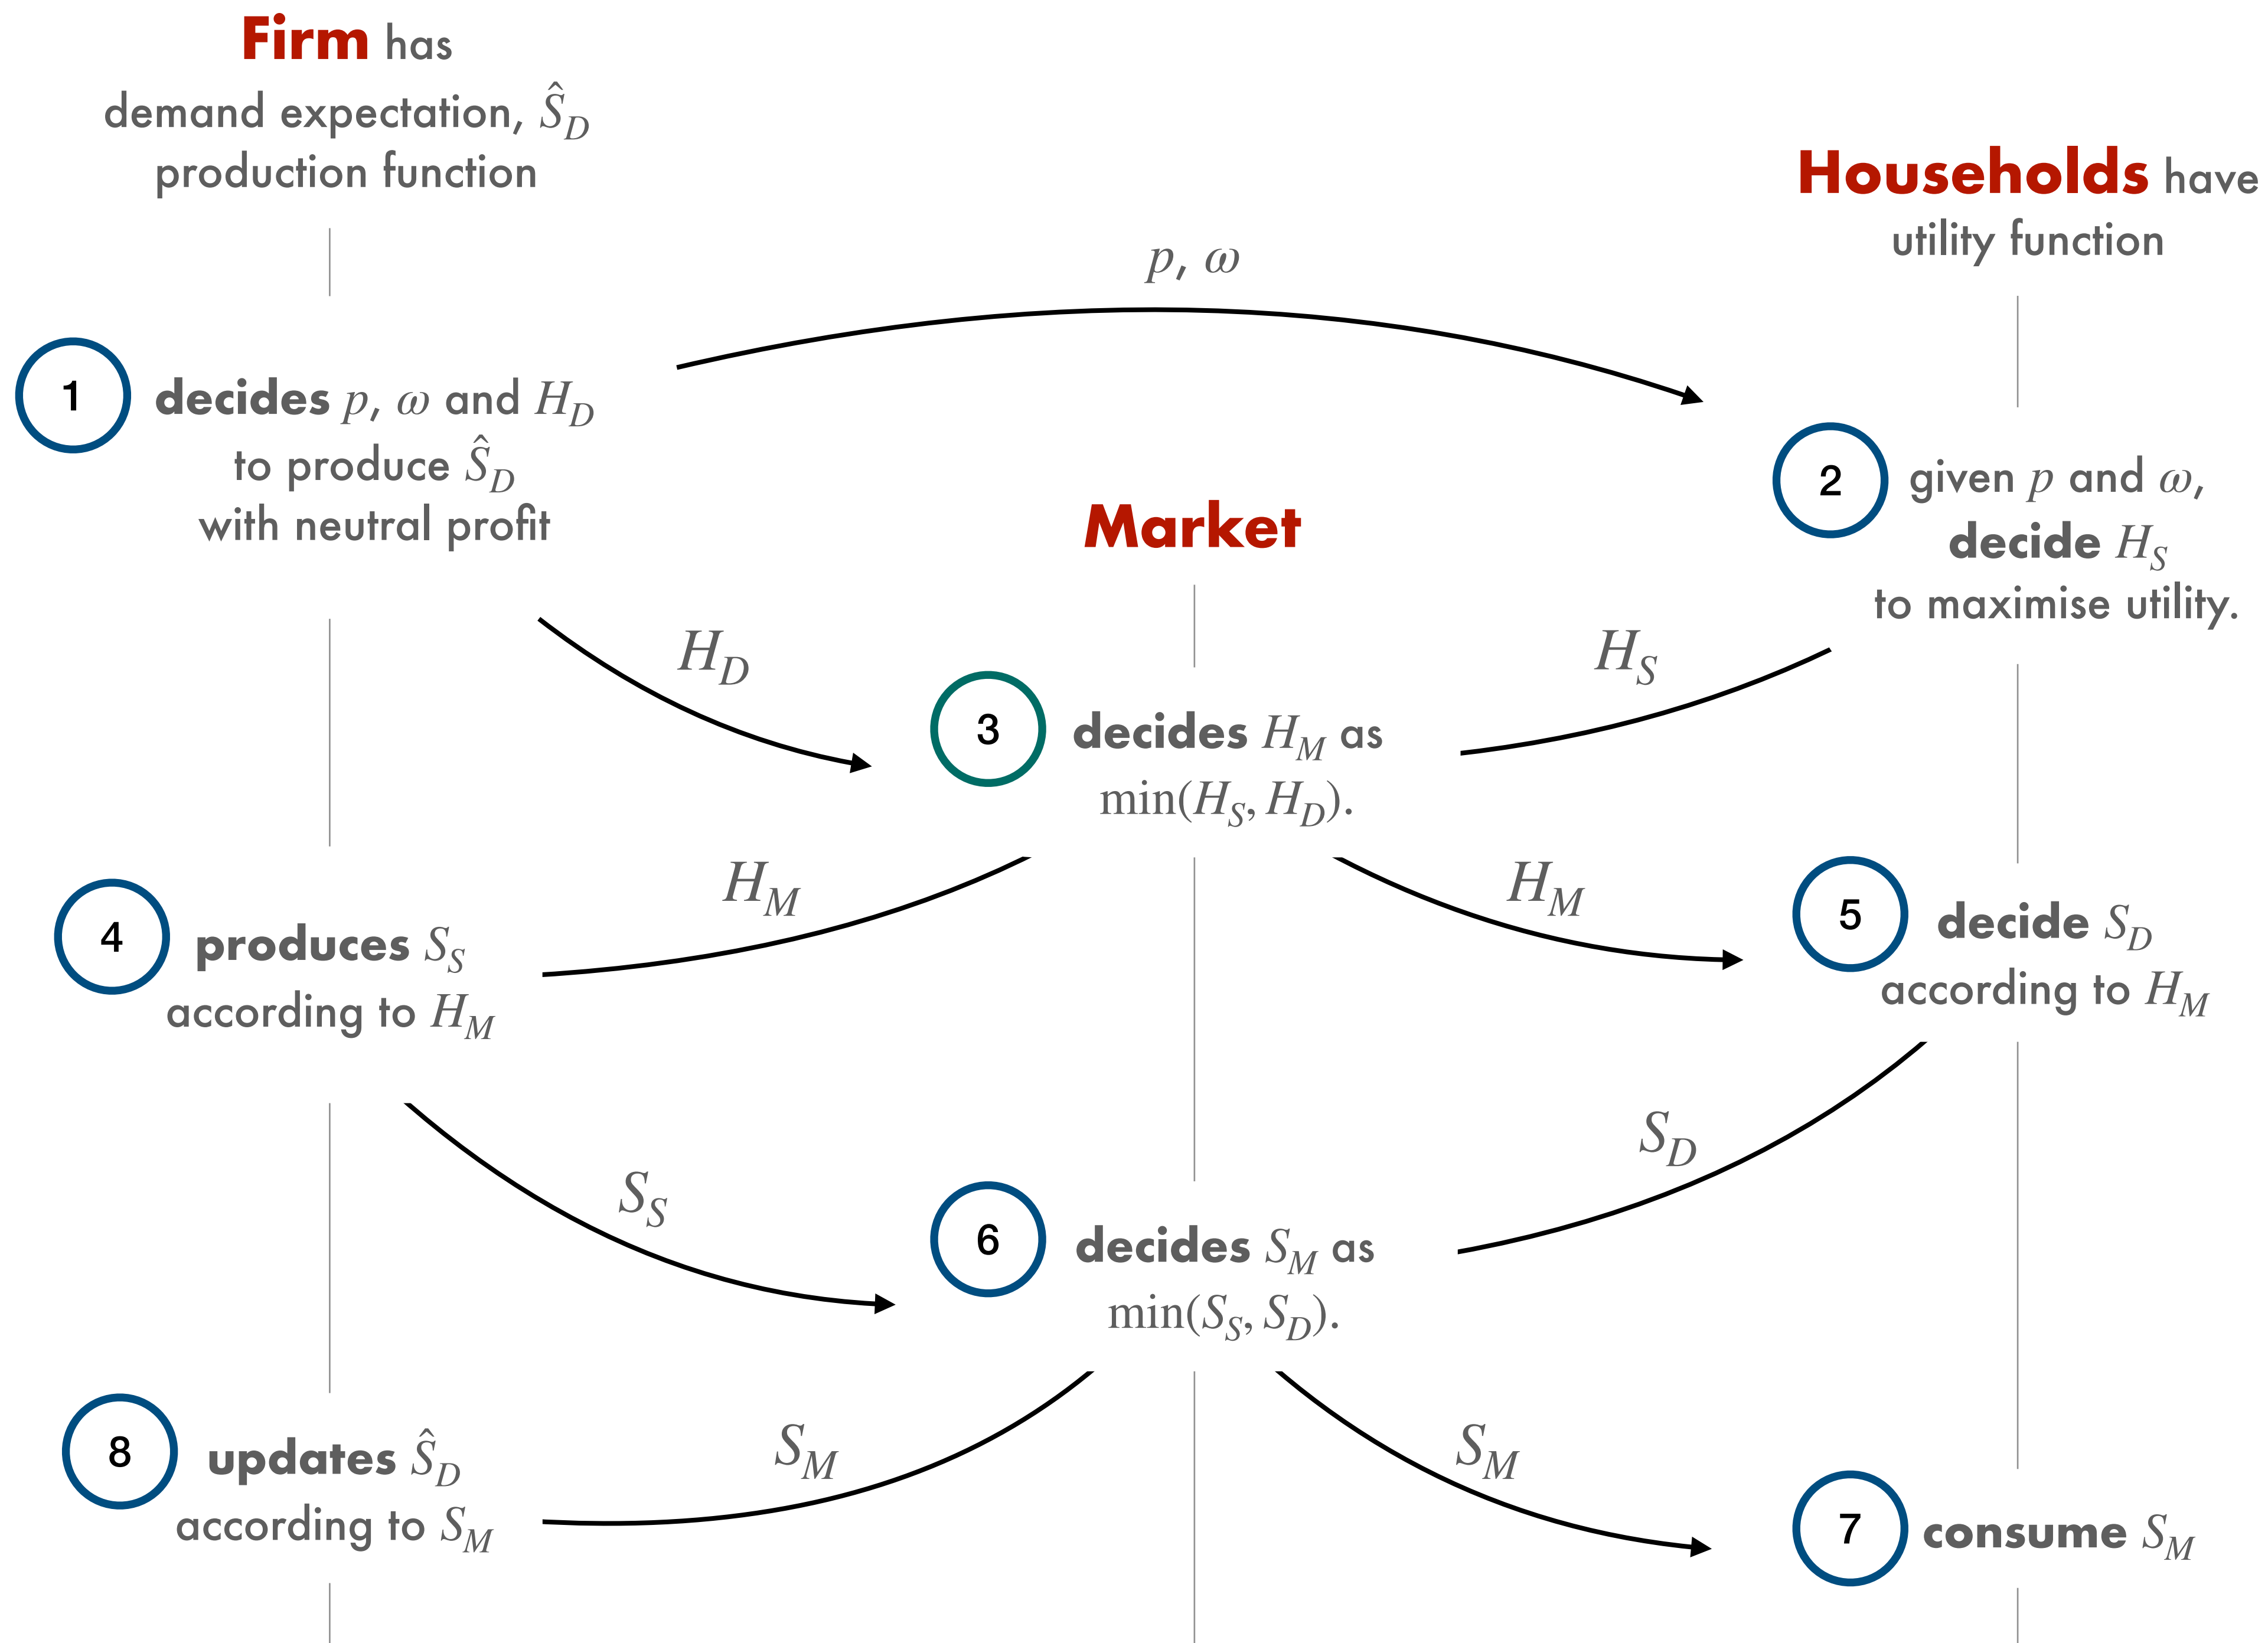 Firm has
demand expectation, Ŝ_D
production function
Households have
utility function
p, ω
1
decides p, ω and H_D
to produce Ŝ_D
with neutral profit
2
given p and ω,
decide H_S
to maximise utility.
Market
H_D
H_S
3
decides H_M as
min(H_S, H_D).
H_M
H_M
4
produces S_S
according to H_M
5
decide S_D
according to H_M
S_S
S_D
6
decides S_M as
min(S_S, S_D).
S_M
S_M
8
updates Ŝ_D
according to S_M
7
consume S_M